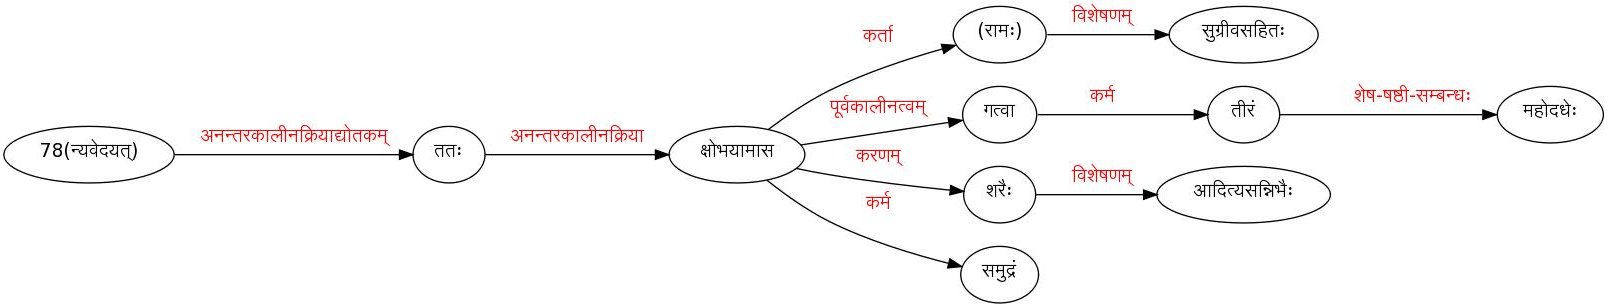 कर्ता
(रामः)
विशेषणम्
सुग्रीवसहितः
78(न्यवेदयत्)
अनन्तरकालीनक्रियाद्योतकम्
ततः
अनन्तरकालीनक्रिया
क्षोभयामास
पूर्वकालीनत्वम्
गत्वा
कर्म
तीरं
शेष-षष्ठी-सम्बन्धः
महोदधेः
करणम्
शरैः
विशेषणम्
आदित्यसन्निभैः
कर्म
समुद्रं